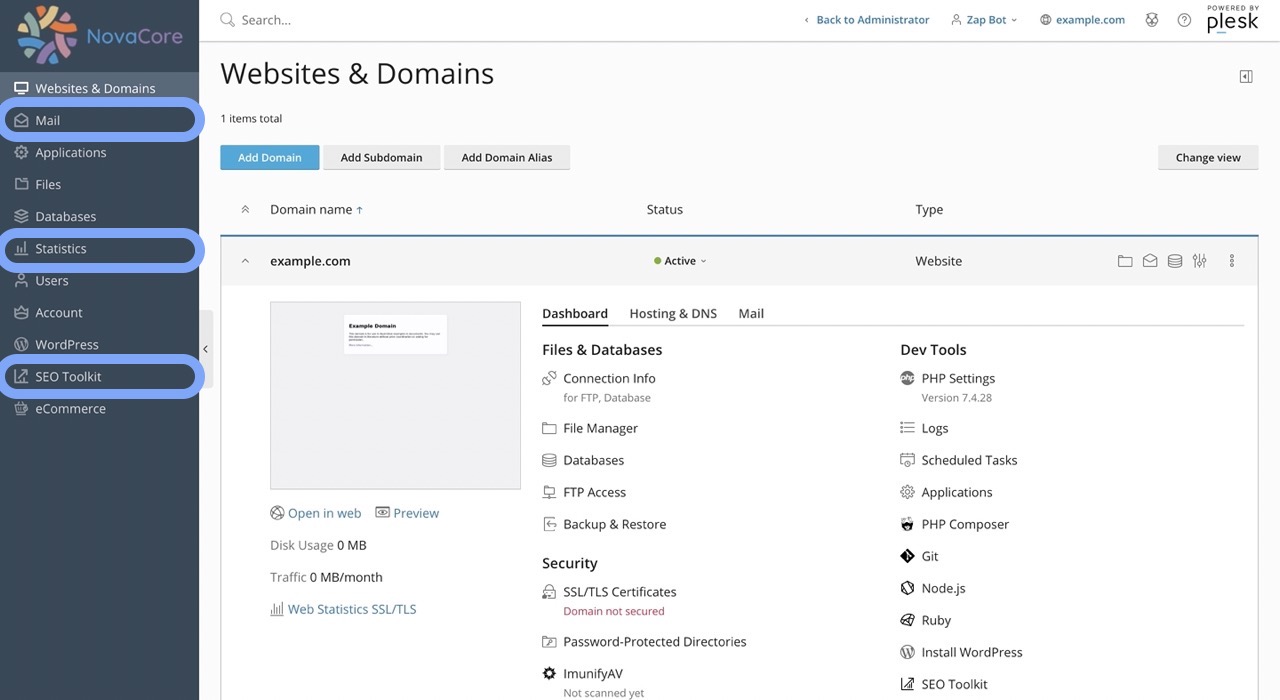 NovaCore
Search...
Back to Administrator
Zap Bot
example.com
POWERED BY
plesk
Websites & Domains
Mail
Applications
Files
Databases
Statistics
Users
Account
WordPress
SEO Toolkit
eCommerce
Websites & Domains
1 items total
Add Domain
Add Subdomain
Add Domain Alias
Change view
Domain name ↑
Status
Type
example.com
Active
Website
Example Domain
Open in web
Preview
Disk Usage 0 MB
Traffic 0 MB/month
Web Statistics SSL/TLS
Dashboard
Hosting & DNS
Mail
Files & Databases
Connection Info
for FTP, Database
File Manager
Databases
FTP Access
Backup & Restore
Security
SSL/TLS Certificates
Domain not secured
Password-Protected Directories
ImunifyAV
Not scanned yet
Dev Tools
php
PHP Settings
Version 7.4.28
Logs
Scheduled Tasks
Applications
PHP Composer
Git
Node.js
Ruby
Install WordPress
SEO Toolkit